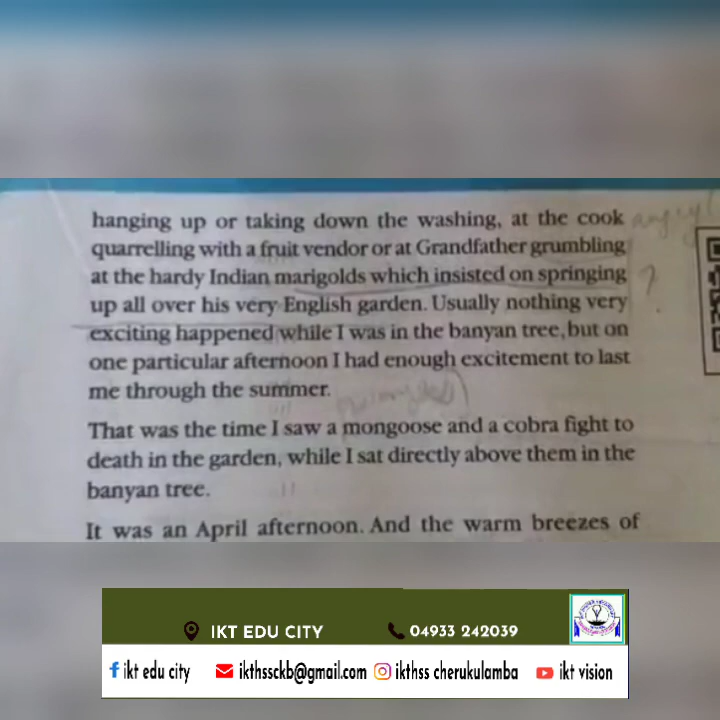 hanging up or taking down the washing, at the cook
quarrelling with a fruit vendor or at Grandfather grumbling
at the hardy Indian marigolds which insisted on springing
up all over his very English garden. Usually nothing very
exciting happened while I was in the banyan tree, but on
one particular afternoon I had enough excitement to last
me through the summer.
That was the time I saw a mongoose and a cobra fight to
death in the garden, while I sat directly above them in the
banyan tree.
It was an April afternoon. And the warm breezes of
angry
?
IKT EDU CITY 04933 242039
ikt edu city ikthssckb@gmail.com ikthss cherukulamba ikt vision